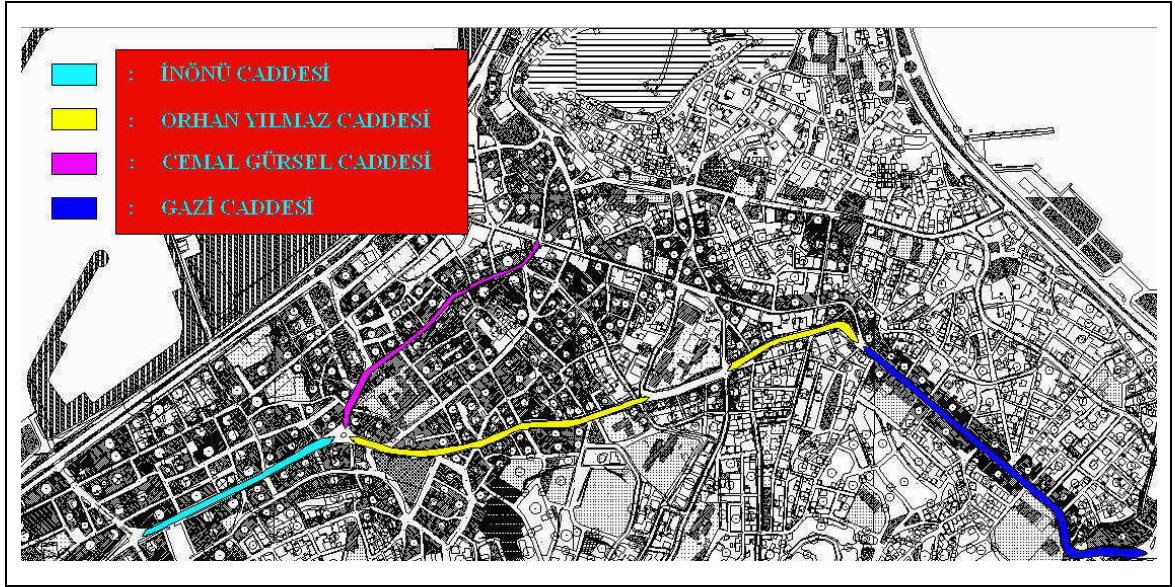 : İNÖNÜ CADDESİ
: ORHAN YILMAZ CADDESİ
: CEMAL GÜRSEL CADDESİ
: GAZİ CADDESİ